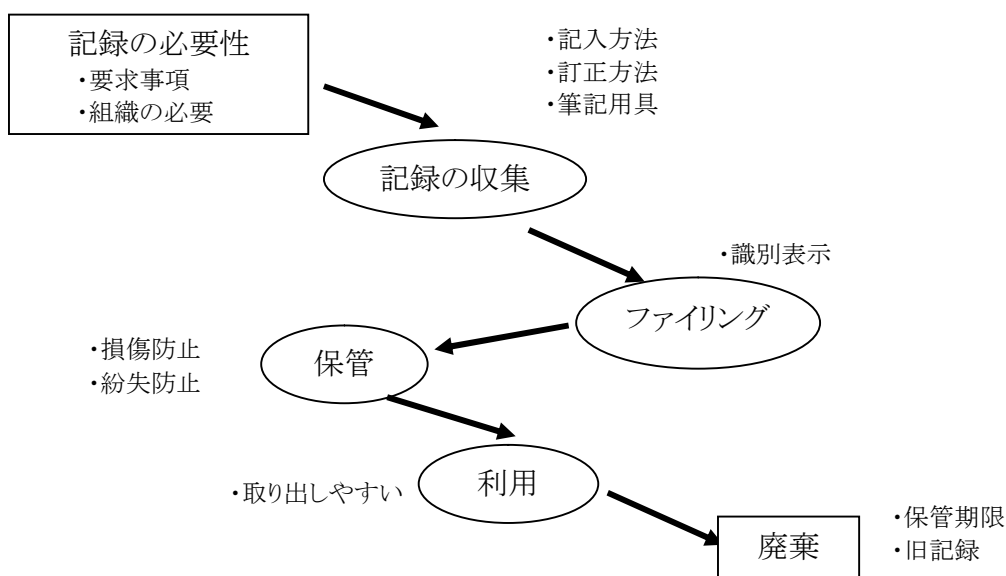 記録の必要性
・要求事項
・組織の必要
・記入方法
・訂正方法
・筆記用具
記録の収集
・識別表示
ファイリング
・損傷防止
・紛失防止
保管
・取り出しやすい
利用
廃棄
・保管期限
・旧記録